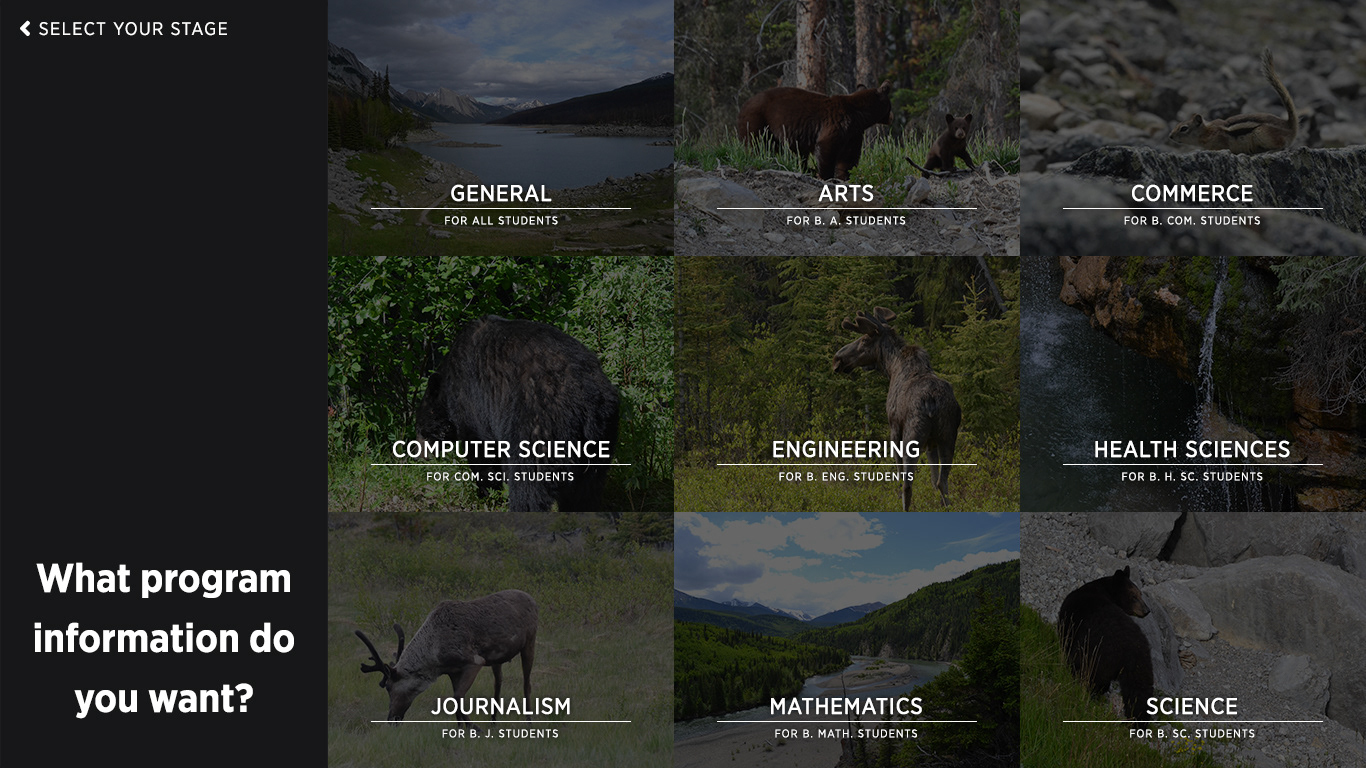 SELECT YOUR STAGE
What program
information do
you want?
GENERAL
FOR ALL STUDENTS
ARTS
FOR B. A. STUDENTS
COMMERCE
FOR B. COM. STUDENTS
COMPUTER SCIENCE
FOR COM. SCI. STUDENTS
ENGINEERING
FOR B. ENG. STUDENTS
HEALTH SCIENCES
FOR B. H. SC. STUDENTS
JOURNALISM
FOR B. J. STUDENTS
MATHEMATICS
FOR B. MATH. STUDENTS
SCIENCE
FOR B. SC. STUDENTS